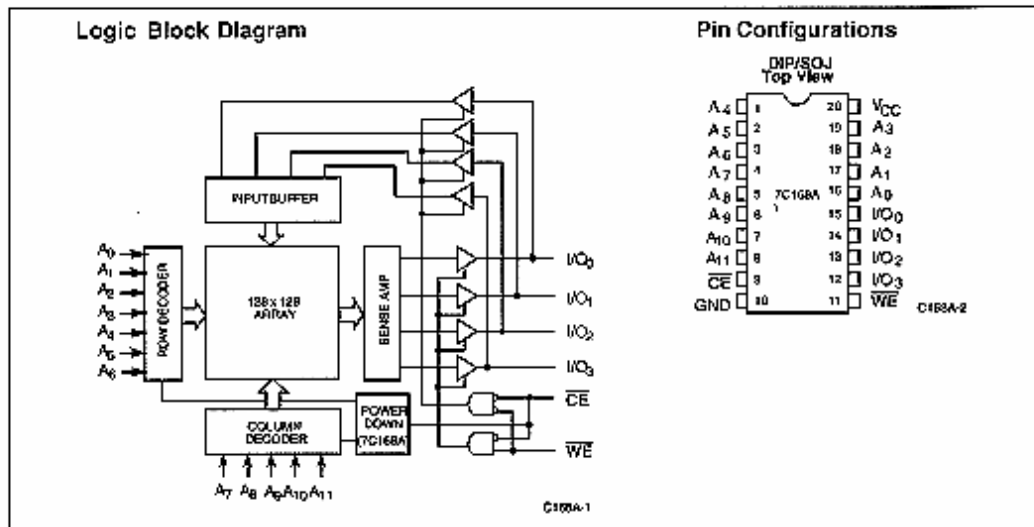 Logic Block Diagram
INPUTBUFFER
A0
A1
A2
A3
A4
A5
A6
ROW DECODER
128 x 128
ARRAY
SENSE AMP
I/O0
I/O1
I/O2
I/O3
COLUMN
DECODER
POWER
DOWN
(7C168A)
CE
WE
A7 A8 A9 A10 A11
C168A-1
Pin Configurations
DIP/SOJ
Top View
A4 1 20 VCC
A5 2 19 A3
A6 3 18 A2
A7 4 17 A1
A8 5 7C168A 16 A0
A9 6 15 I/O0
A10 7 14 I/O1
A11 8 13 I/O2
CE 9 12 I/O3
GND 10 11 WE
C168A-2